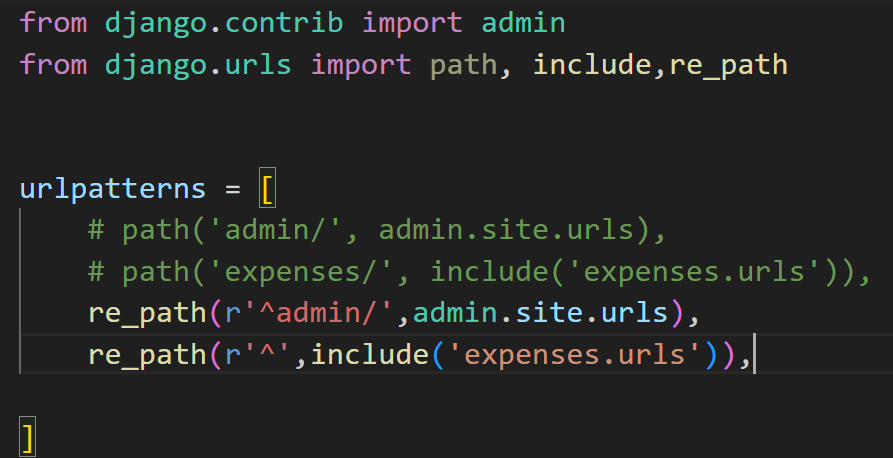 from django.contrib import admin
from django.urls import path, include,re_path
urlpatterns = [
# path('admin/', admin.site.urls),
# path('expenses/', include('expenses.urls')),
re_path(r'^admin/',admin.site.urls),
re_path(r'^',include('expenses.urls')),
]